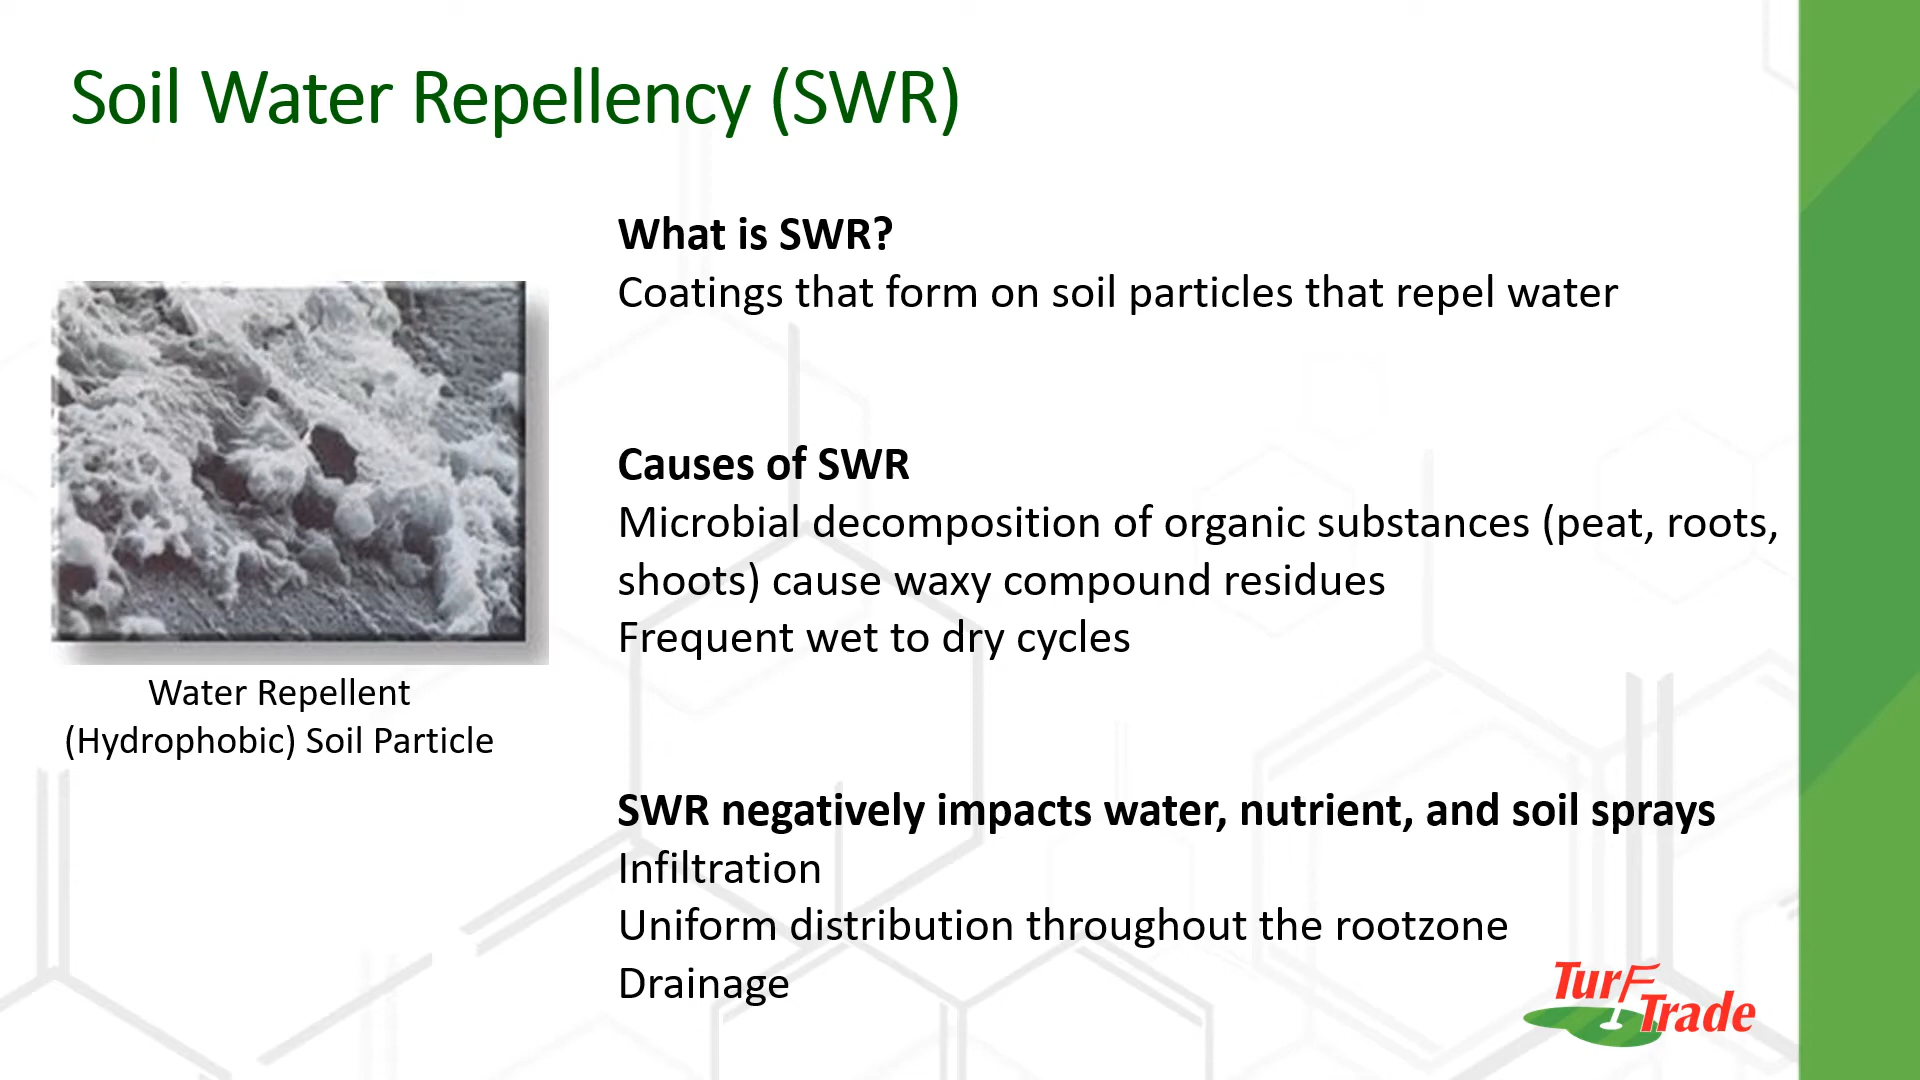 Soil Water Repellency (SWR)
What is SWR?
Coatings that form on soil particles that repel water
Causes of SWR
Microbial decomposition of organic substances (peat, roots,
shoots) cause waxy compound residues
Frequent wet to dry cycles
Water Repellent
(Hydrophobic) Soil Particle
SWR negatively impacts water, nutrient, and soil sprays
Infiltration
Uniform distribution throughout the rootzone
Drainage
Turf
Trade